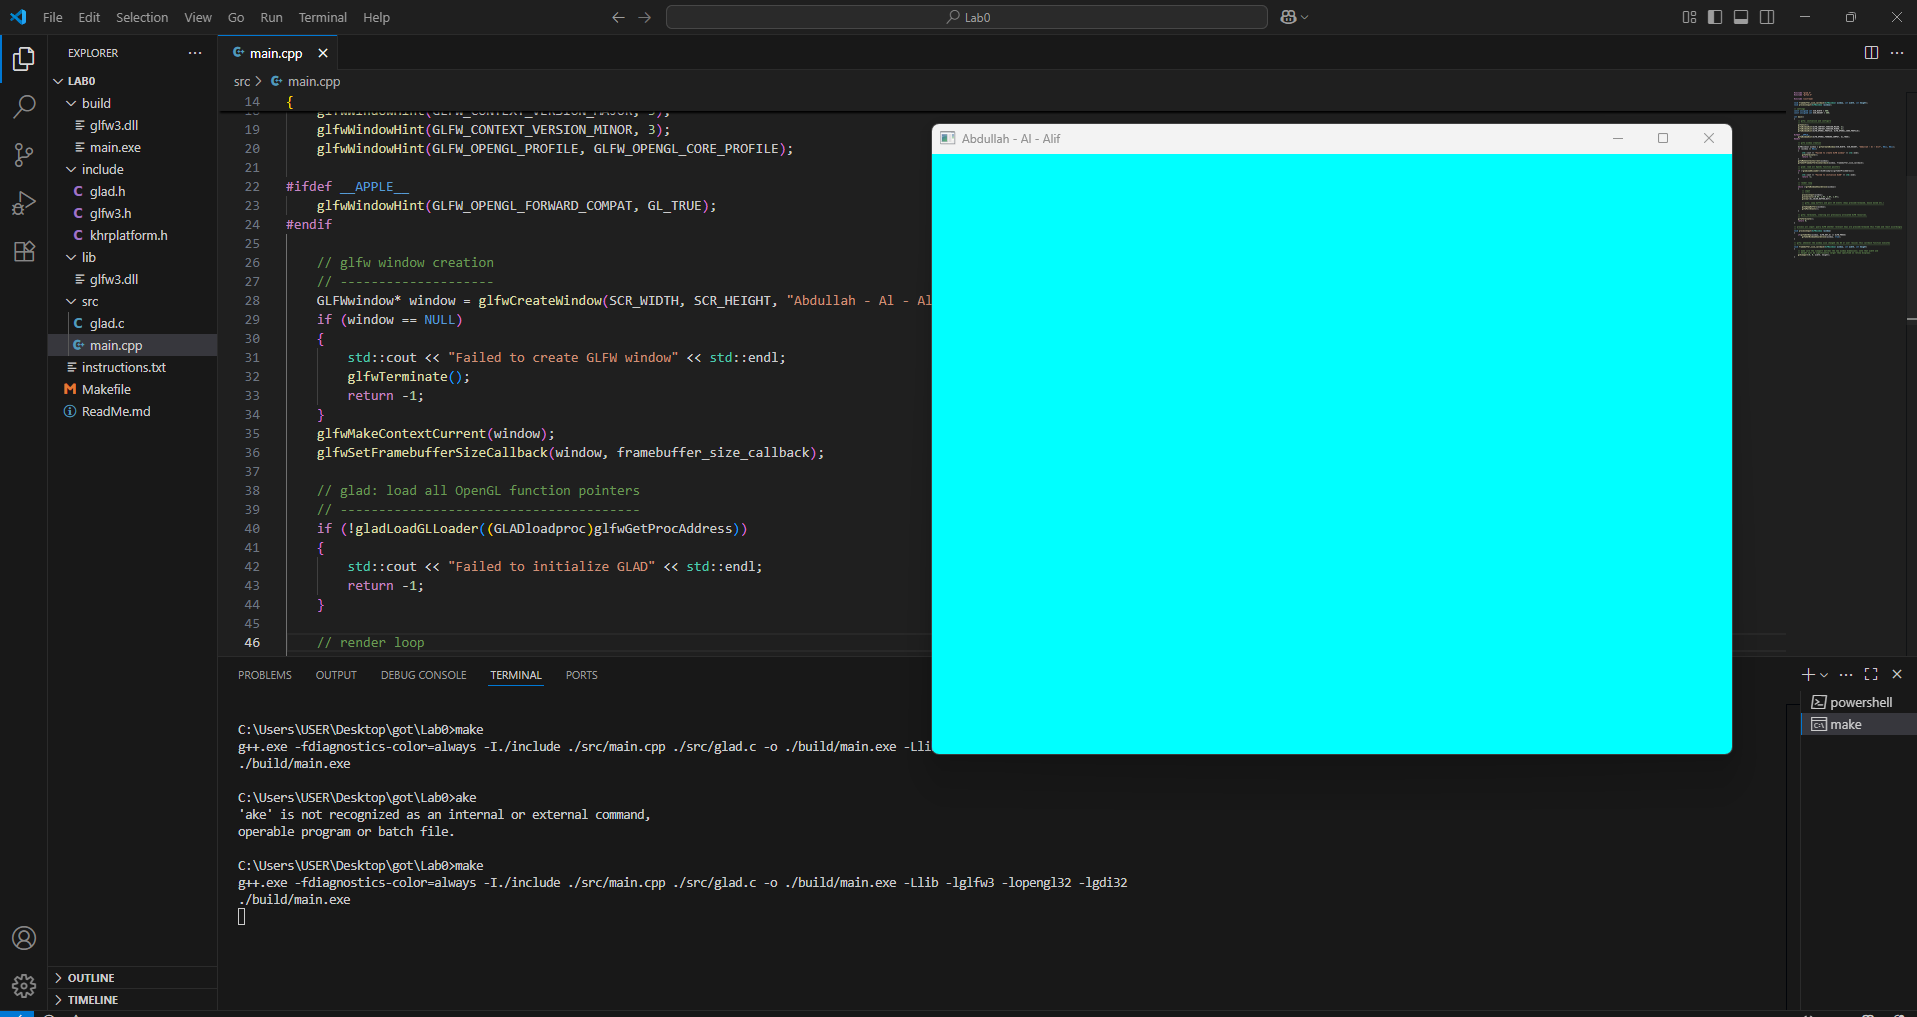 File Edit Selection View Go Run Terminal Help
Lab0
EXPLORER
LAB0
build
glfw3.dll
main.exe
include
glad.h
glfw3.h
khrplatform.h
lib
glfw3.dll
src
glad.c
main.cpp
instructions.txt
Makefile
ReadMe.md
OUTLINE
TIMELINE
main.cpp
src > main.cpp
14 {
glfwWindowHint(GLFW_CONTEXT_VERSION_MAJOR, 3);
19 glfwWindowHint(GLFW_CONTEXT_VERSION_MINOR, 3);
20 glfwWindowHint(GLFW_OPENGL_PROFILE, GLFW_OPENGL_CORE_PROFILE);
21
22 #ifdef __APPLE__
23 glfwWindowHint(GLFW_OPENGL_FORWARD_COMPAT, GL_TRUE);
24 #endif
25
26 // glfw window creation
27 // --------------------
28 GLFWwindow* window = glfwCreateWindow(SCR_WIDTH, SCR_HEIGHT, "Abdullah - Al - Al
29 if (window == NULL)
30 {
31 std::cout << "Failed to create GLFW window" << std::endl;
32 glfwTerminate();
33 return -1;
34 }
35 glfwMakeContextCurrent(window);
36 glfwSetFramebufferSizeCallback(window, framebuffer_size_callback);
37
38 // glad: load all OpenGL function pointers
39 // ---------------------------------------
40 if (!gladLoadGLLoader((GLADloadproc)glfwGetProcAddress))
41 {
42 std::cout << "Failed to initialize GLAD" << std::endl;
43 return -1;
44 }
45
46 // render loop
Abdullah - Al - Alif
PROBLEMS OUTPUT DEBUG CONSOLE TERMINAL PORTS
C:\Users\USER\Desktop\got\Lab0>make
g++.exe -fdiagnostics-color=always -I./include ./src/main.cpp ./src/glad.c -o ./build/main.exe -Lli
./build/main.exe
C:\Users\USER\Desktop\got\Lab0>ake
'ake' is not recognized as an internal or external command,
operable program or batch file.
C:\Users\USER\Desktop\got\Lab0>make
g++.exe -fdiagnostics-color=always -I./include ./src/main.cpp ./src/glad.c -o ./build/main.exe -Llib -lglfw3 -lopengl32 -lgdi32
./build/main.exe
powershell
make